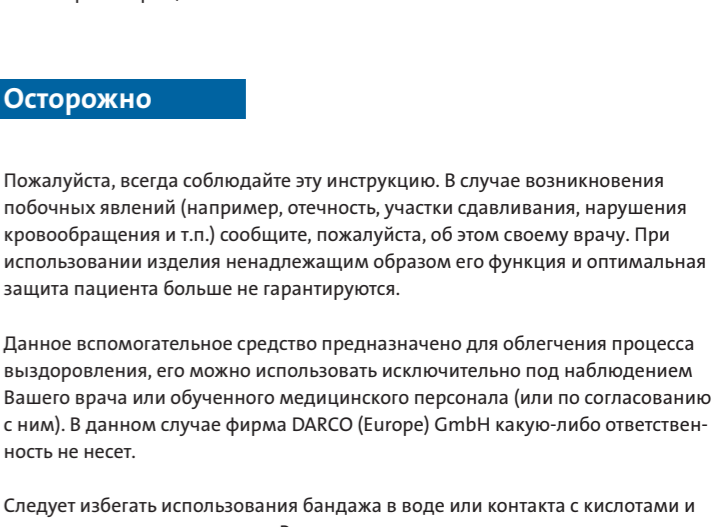 Осторожно
Пожалуйста, всегда соблюдайте эту инструкцию. В случае возникновения
побочных явлений (например, отечность, участки сдавливания, нарушения
кровообращения и т.п.) сообщите, пожалуйста, об этом своему врачу. При
использовании изделия ненадлежащим образом его функция и оптимальная
защита пациента больше не гарантируются.
Данное вспомогательное средство предназначено для облегчения процесса
выздоровления, его можно использовать исключительно под наблюдением
Вашего врача или обученного медицинского персонала (или по согласованию
с ним). В данном случае фирма DARCO (Europe) GmbH какую-либо ответствен-
ность не несет.
Следует избегать использования бандажа в воде или контакта с кислотами и